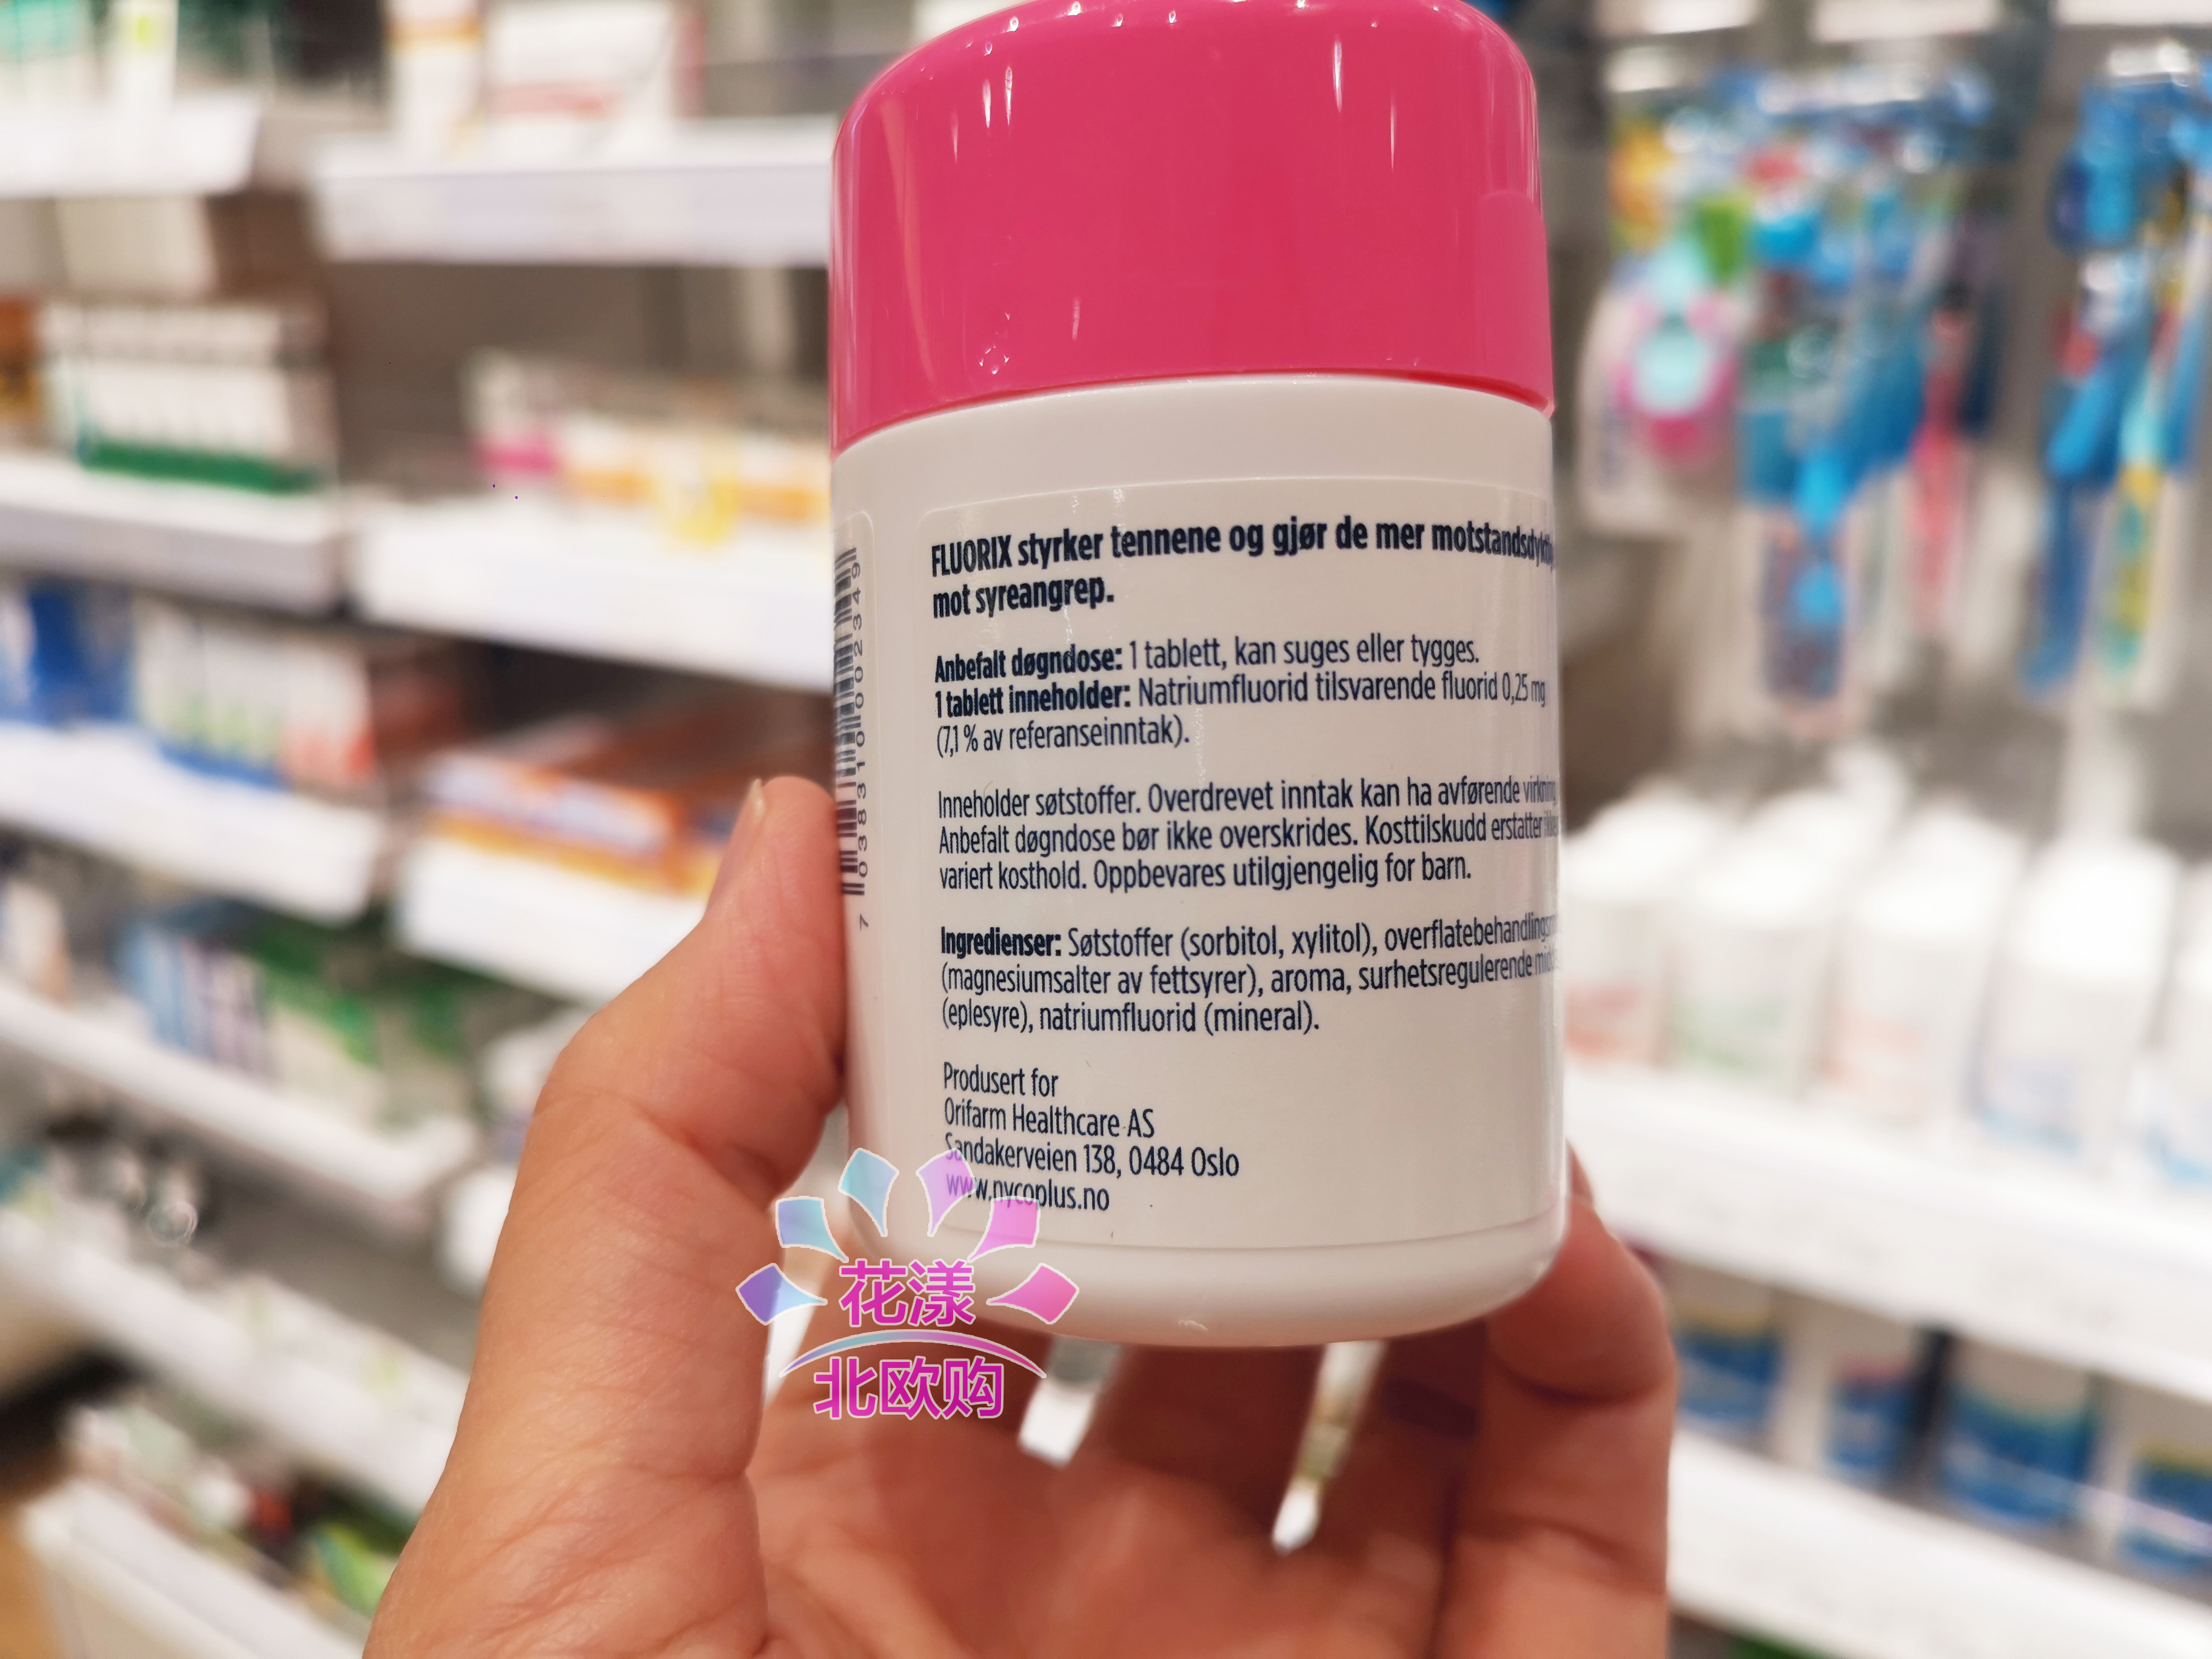 FLUORIX styrker tennene og gjør de mer
mot syreangrep.
Anbefalt døgndose: 1 tablett, kan suges eller tygges.
1 tablett inneholder: Natriumfluorid tilsvarende fluorid 0,25 mg
(7,1 % av referanseinntak).
Inneholder søtstoffer. Overdrevet inntak kan ha avførende virkning
Anbefalt døgndose bør ikke overskrides. Kosttilskudd erstatter
variert kosthold. Oppbevares utilgjengelig for barn.
Ingredienser: Søtstoffer (sorbitol, xylitol),
(magnesiumsalter av fettsyrer), aroma, surhetsregulerende
(eplesyre), natriumfluorid (mineral).
Produsert for
Orifarm Healthcare AS
Sandakerveien 138, 0484 Oslo
www.nycoplus.no
7 038310 002349
花漾
北欧购